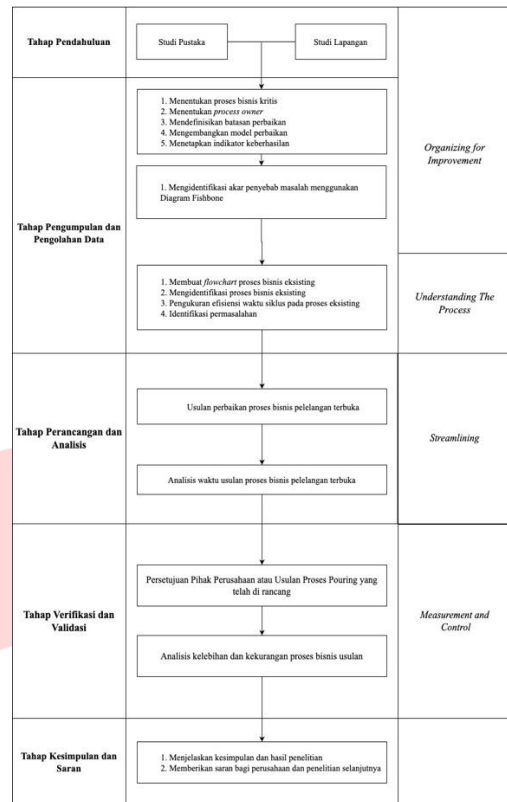 Tahap Pendahuluan
Studi Pustaka
Studi Lapangan
Tahap Pengumpulan dan
Pengolahan Data
1. Menentukan proses bisnis kritis
2. Menentukan process owner
3. Mendefinisikan batasan perbaikan
4. Mengembangkan model perbaikan
5. Menetapkan indikator keberhasilan
1. Mengidentifikasi akar penyebab masalah menggunakan
Diagram Fishbone
Organizing for
Improvement
1. Membuat flowchart proses bisnis eksisting
2. Mengidentifikasi proses bisnis eksisting
3. Pengukuran efisiensi waktu siklus pada proses eksisting
4. Identifikasi permasalahan
Understanding The
Process
Tahap Perancangan dan
Analisis
Usulan perbaikan proses bisnis pelelangan terbuka
Analisis waktu usulan proses bisnis pelelangan terbuka
Streamlining
Tahap Verifikasi dan
Validasi
Persetujuan Pihak Perusahaan atau Usulan Proses Pouring yang
telah di rancang
Analisis kelebihan dan kekurangan proses bisnis usulan
Measurement and
Control
Tahap Kesimpulan dan
Saran
1. Menjelaskan kesimpulan dan hasil penelitian
2. Memberikan saran bagi perusahaan dan penelitian selanjutnya